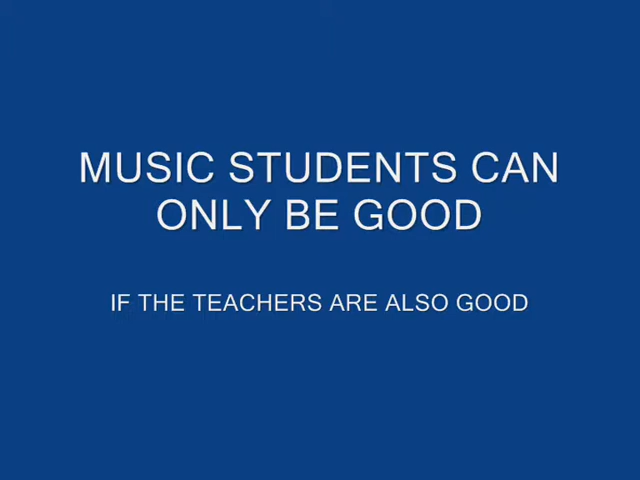 MUSIC STUDENTS CAN
ONLY BE GOOD
IF THE TEACHERS ARE ALSO GOOD